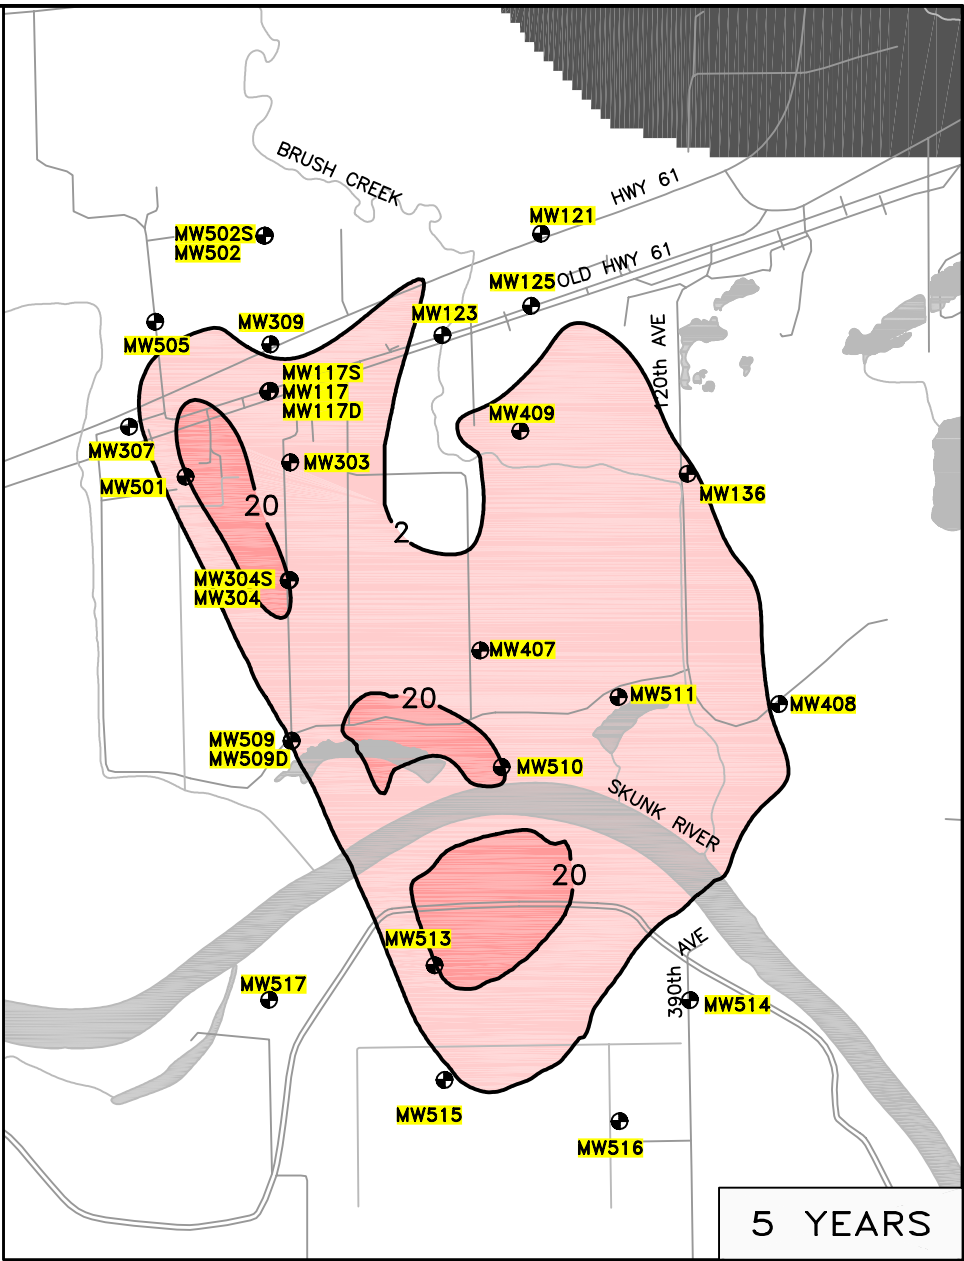 BRUSH CREEK
HWY 61
MW121
MW502S
MW502
OLD HWY 61
MW125
MW123
MW309
MW505
120th AVE
MW117S
MW117
MW117D
MW409
MW307
MW303
MW501
MW136
20
2
MW304S
MW304
MW407
20
MW511
MW408
MW509
MW509D
MW510
SKUNK RIVER
20
MW513
390th AVE
MW517
MW514
MW515
MW516
5 YEARS